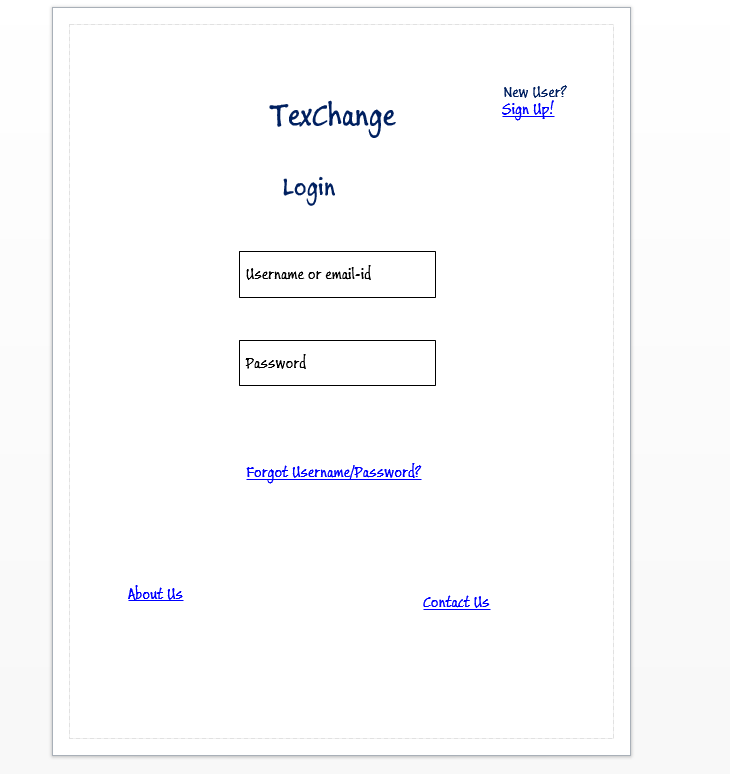 New User?
Sign Up!
TexChange
Login
Username or email-id
Password
Forgot Username/Password?
About Us
Contact Us